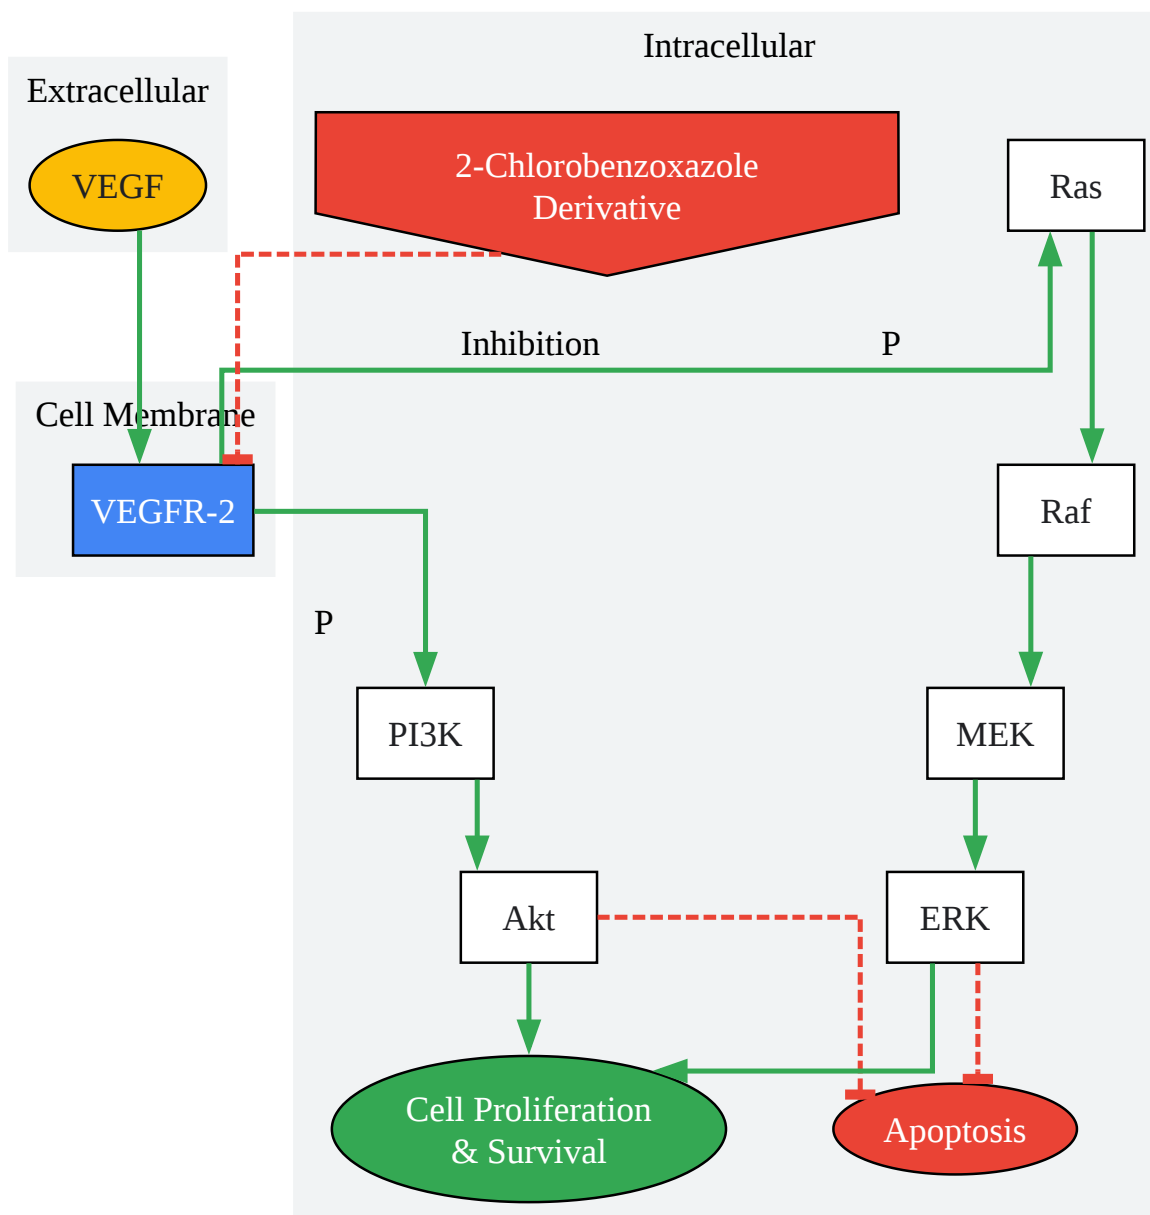 Intracellular
Extracellular
VEGF
2-Chlorobenzoxazole
Derivative
Ras
Inhibition
P
Cell Membrane
VEGFR-2
Raf
P
PI3K
MEK
Akt
ERK
Cell Proliferation
& Survival
Apoptosis